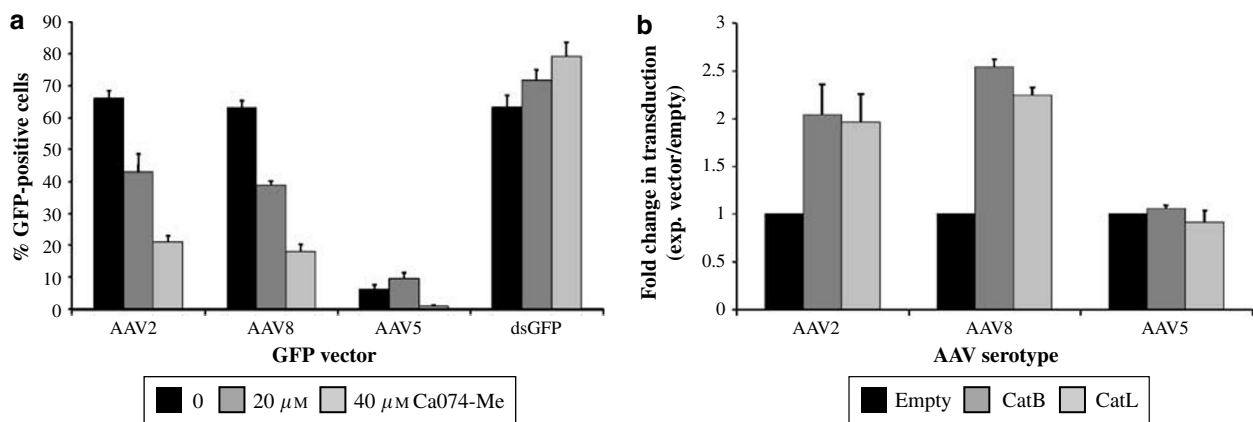 a
% GFP-positive cells
90
80
70
60
50
40
30
20
10
0
AAV2 AAV8 AAV5 dsGFP
GFP vector
0 20 μM 40 μM Ca074-Me
b
Fold change in transduction
(exp. vector/empty)
3
2.5
2
1.5
1
0.5
0
AAV2 AAV8 AAV5
AAV serotype
Empty CatB CatL